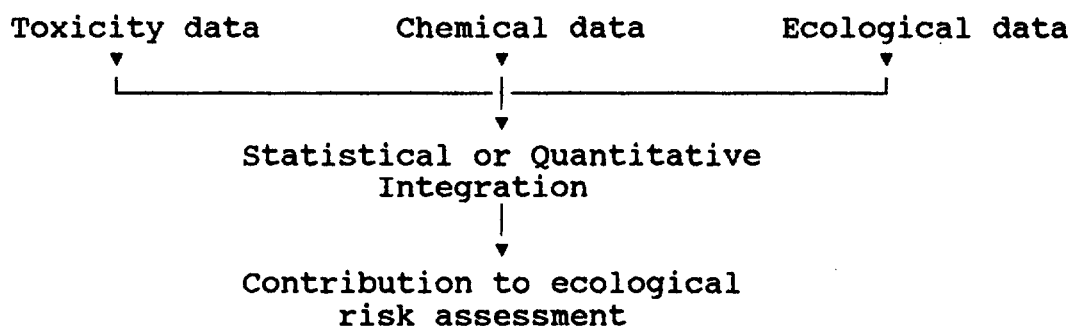 Toxicity data Chemical data Ecological data
Statistical or Quantitative
Integration
Contribution to ecological
risk assessment